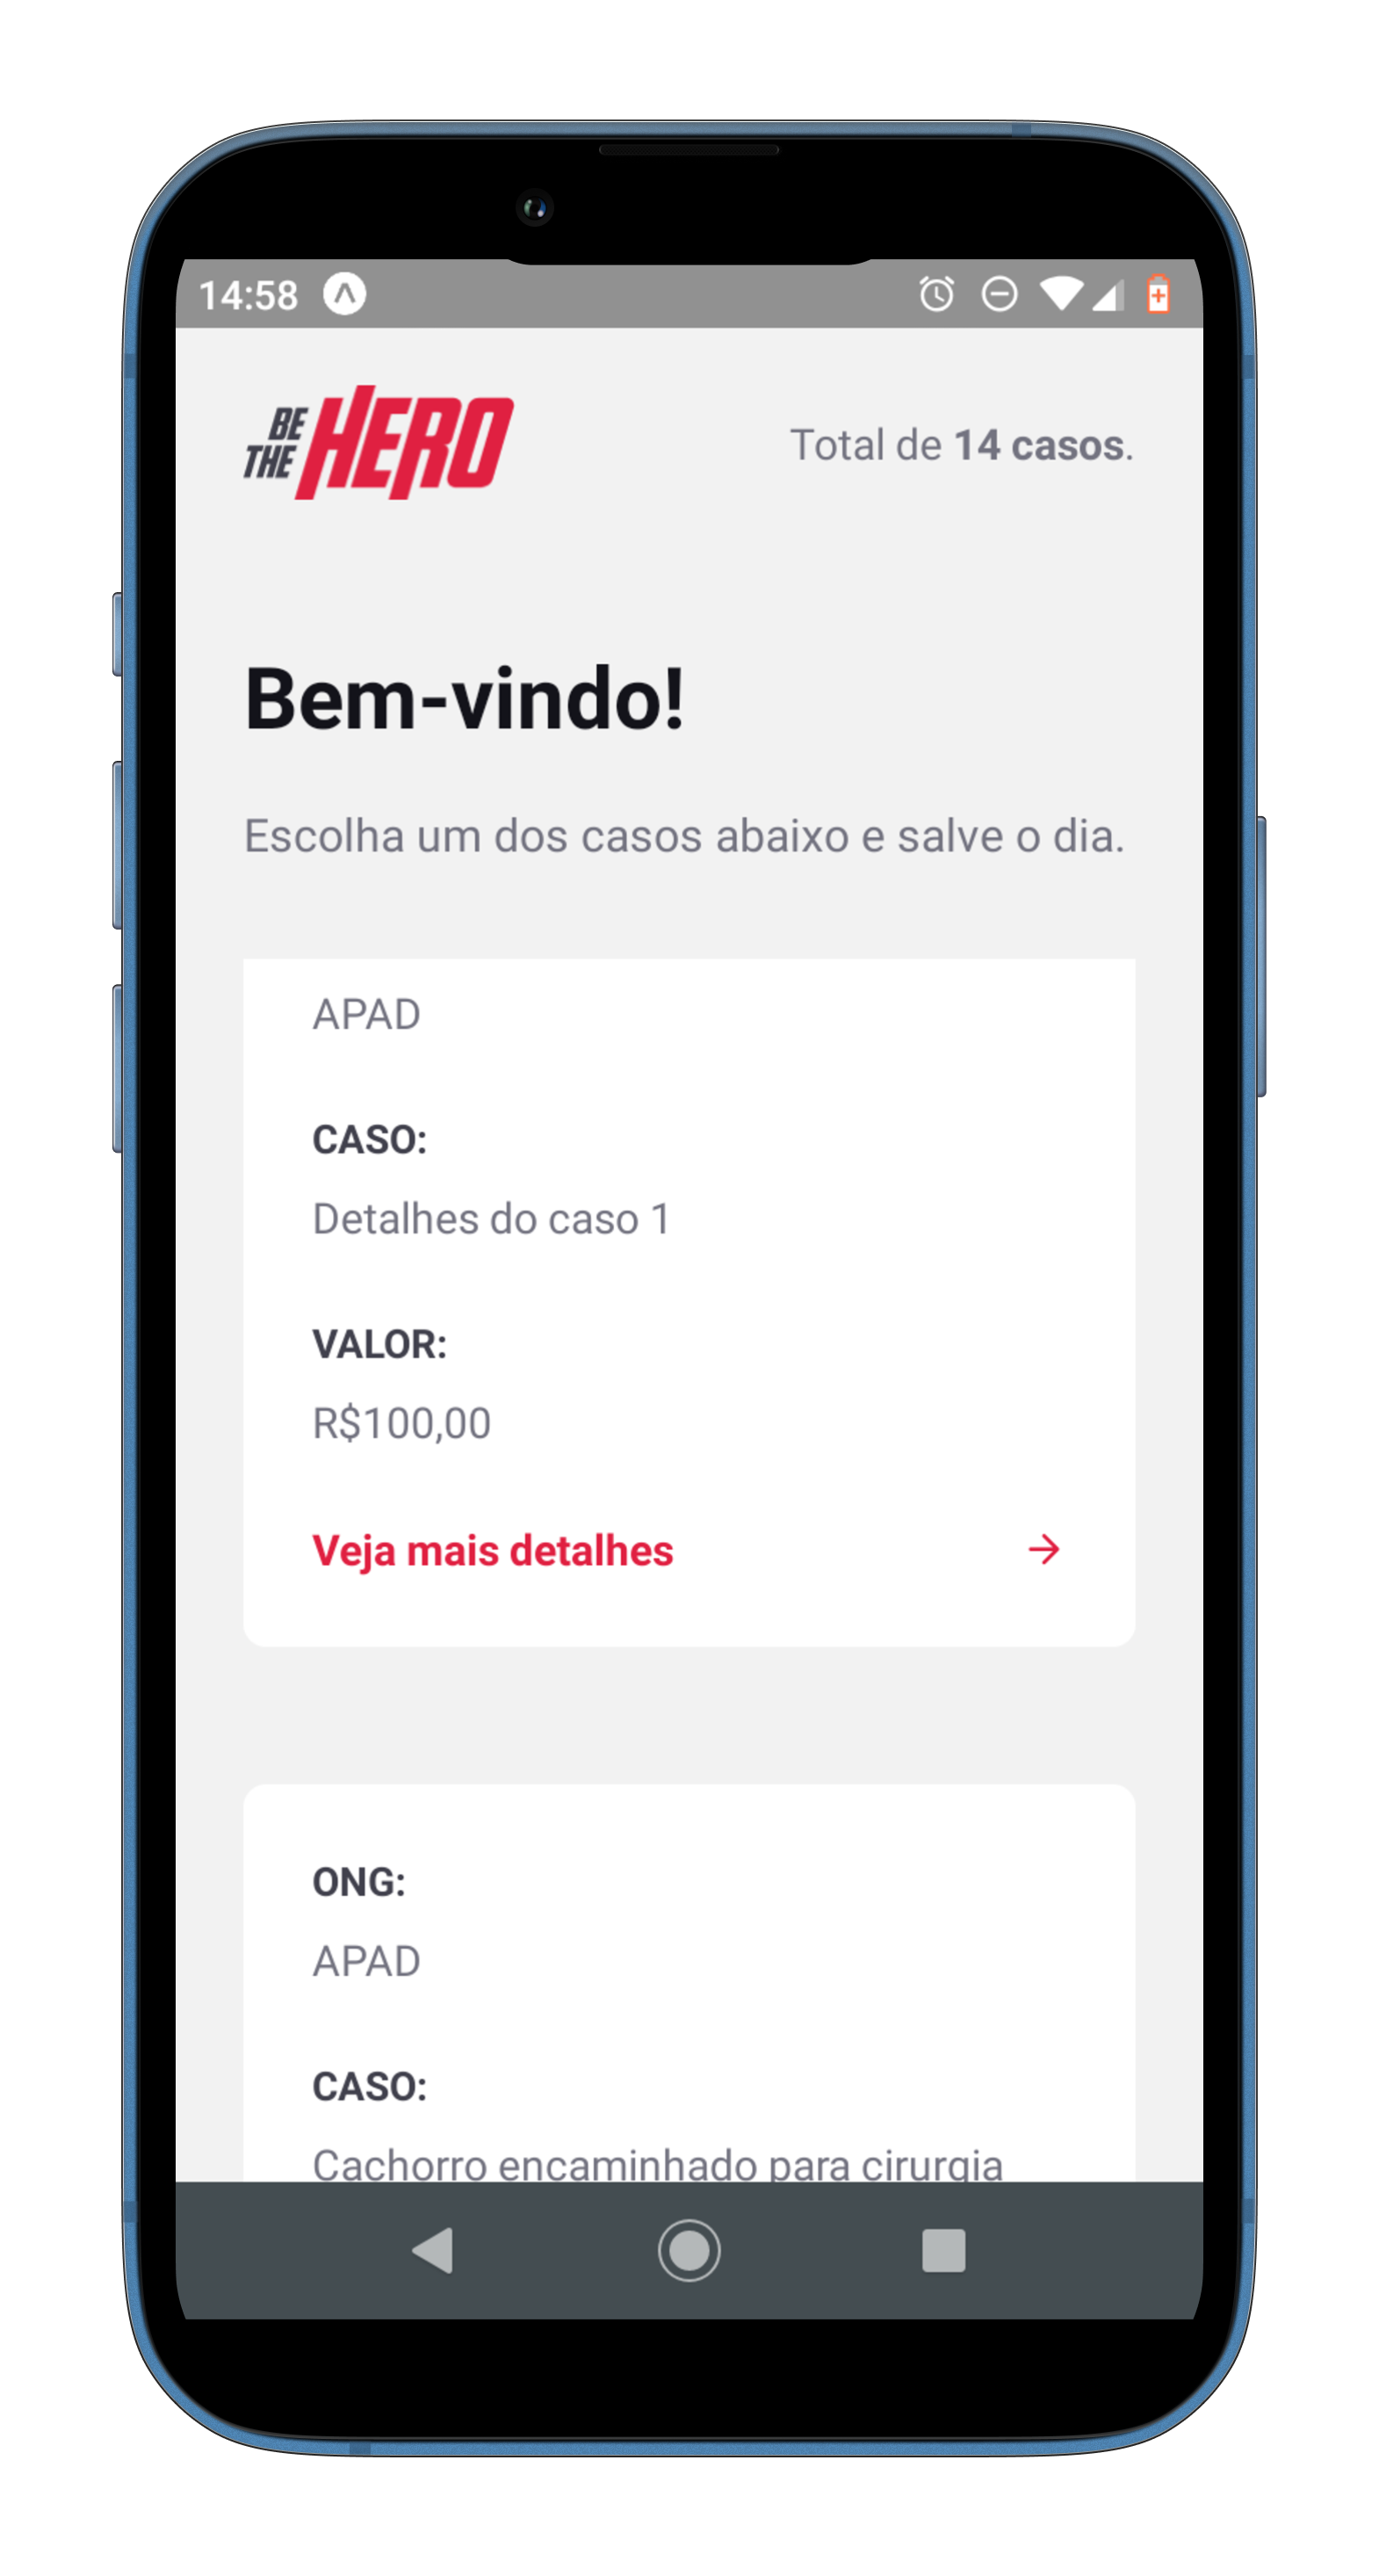 14:58
BE
THE HERO
Total de 14 casos.
Bem-vindo!
Escolha um dos casos abaixo e salve o dia.
APAD
CASO:
Detalhes do caso 1
VALOR:
R$100,00
Veja mais detalhes
ONG:
APAD
CASO:
Cachorro encaminhado para cirurgia